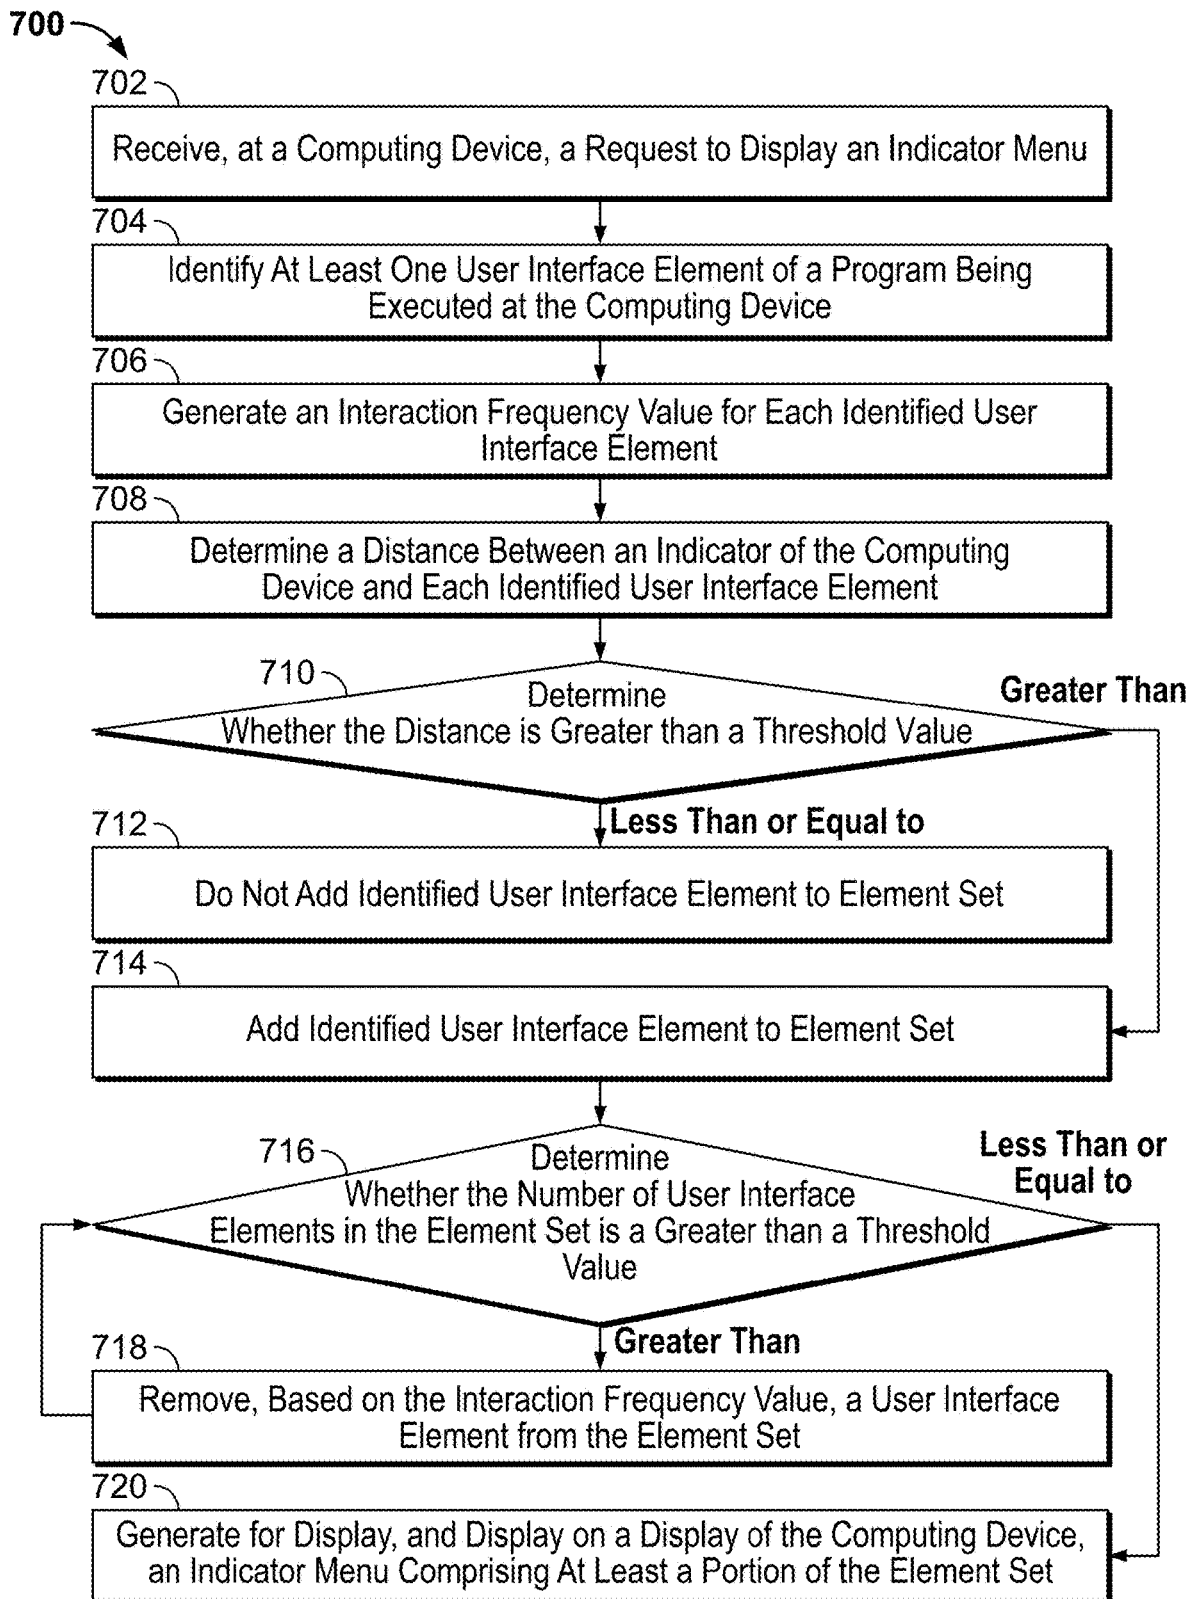 700
702
Receive, at a Computing Device, a Request to Display an Indicator Menu
704
Identify At Least One User Interface Element of a Program Being
Executed at the Computing Device
706
Generate an Interaction Frequency Value for Each Identified User
Interface Element
708
Determine a Distance Between an Indicator of the Computing
Device and Each Identified User Interface Element
710
Determine
Whether the Distance is Greater than a Threshold Value
Greater Than
Less Than or Equal to
712
Do Not Add Identified User Interface Element to Element Set
714
Add Identified User Interface Element to Element Set
716
Determine
Whether the Number of User Interface
Elements in the Element Set is a Greater than a Threshold
Value
Less Than or
Equal to
Greater Than
718
Remove, Based on the Interaction Frequency Value, a User Interface
Element from the Element Set
720
Generate for Display, and Display on a Display of the Computing Device,
an Indicator Menu Comprising At Least a Portion of the Element Set